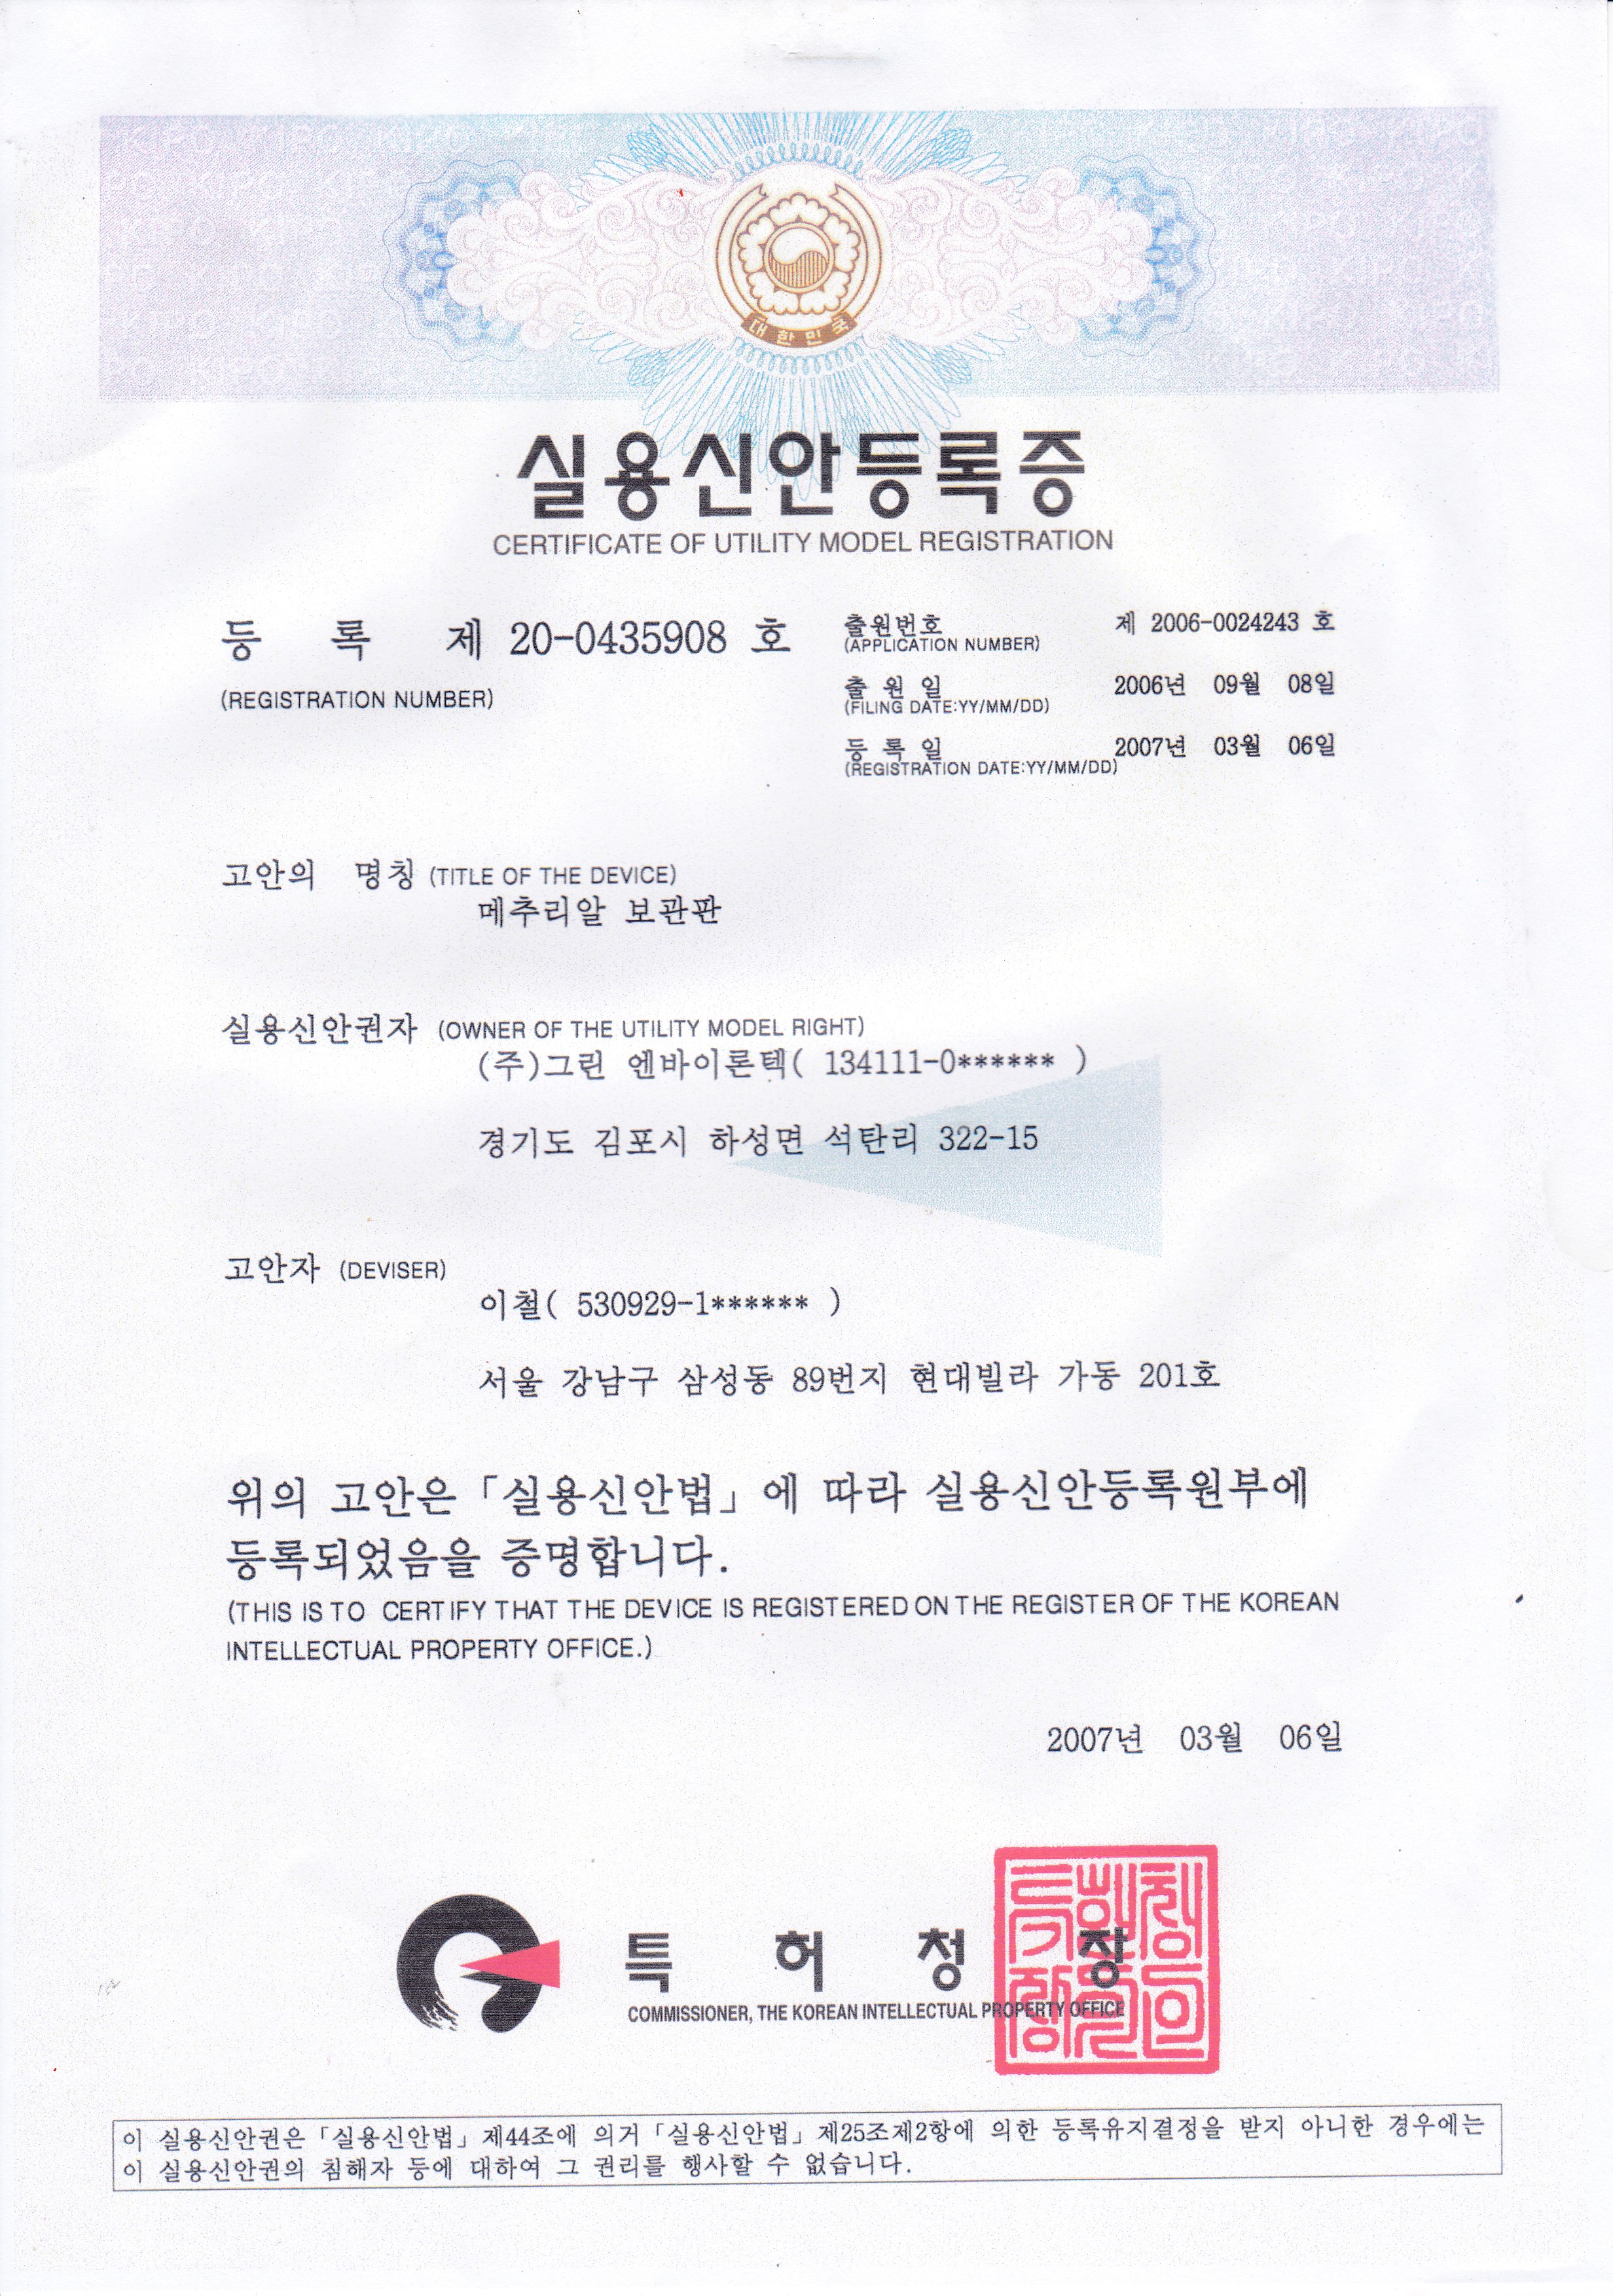 대한민국
실용신안등록증
CERTIFICATE OF UTILITY MODEL REGISTRATION
등 록 제 20-0435908 호
(REGISTRATION NUMBER)
출원번호 제 2006-0024243 호
(APPLICATION NUMBER)
출 원 일 2006년 09월 08일
(FILING DATE:YY/MM/DD)
등 록 일 2007년 03월 06일
(REGISTRATION DATE:YY/MM/DD)
고안의 명칭 (TITLE OF THE DEVICE)
메추리알 보관판
실용신안권자 (OWNER OF THE UTILITY MODEL RIGHT)
(주)그린 엔바이론텍( 134111-0****** )
경기도 김포시 하성면 석탄리 322-15
고안자 (DEVISER)
이철( 530929-1****** )
서울 강남구 삼성동 89번지 현대빌라 가동 201호
위의 고안은「실용신안법」에 따라 실용신안등록원부에
등록되었음을 증명합니다.
(THIS IS TO CERTIFY THAT THE DEVICE IS REGISTERED ON THE REGISTER OF THE KOREAN
INTELLECTUAL PROPERTY OFFICE.)
2007년 03월 06일
특 허 청 장
COMMISSIONER, THE KOREAN INTELLECTUAL PROPERTY OFFICE
이 실용신안권은「실용신안법」제44조에 의거「실용신안법」제25조제2항에 의한 등록유지결정을 받지 아니한 경우에는
이 실용신안권의 침해자 등에 대하여 그 권리를 행사할 수 없습니다.